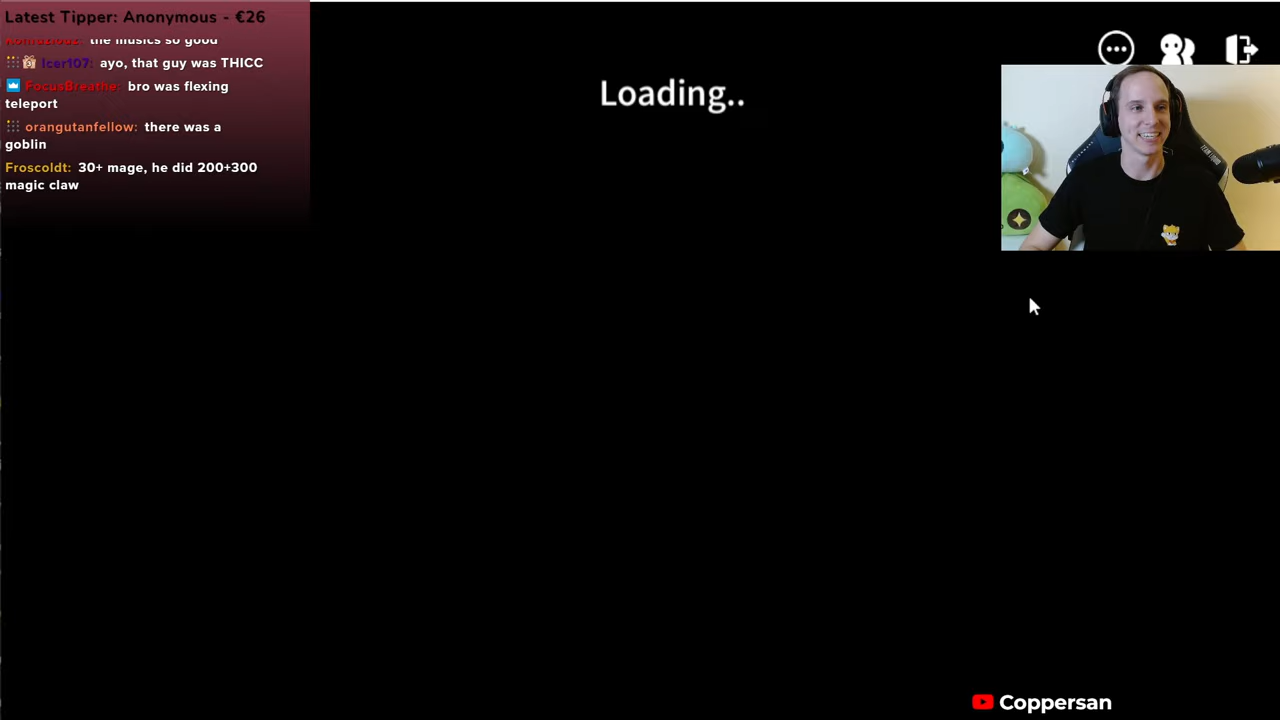 Latest Tipper: Anonymous - €26
the musics so good
lcer107: ayo, that guy was THICC
FocusBreathe: bro was flexing
teleport
orangutanfellow: there was a
goblin
Froscoldt: 30+ mage, he did 200+300
magic claw
Loading..
Coppersan